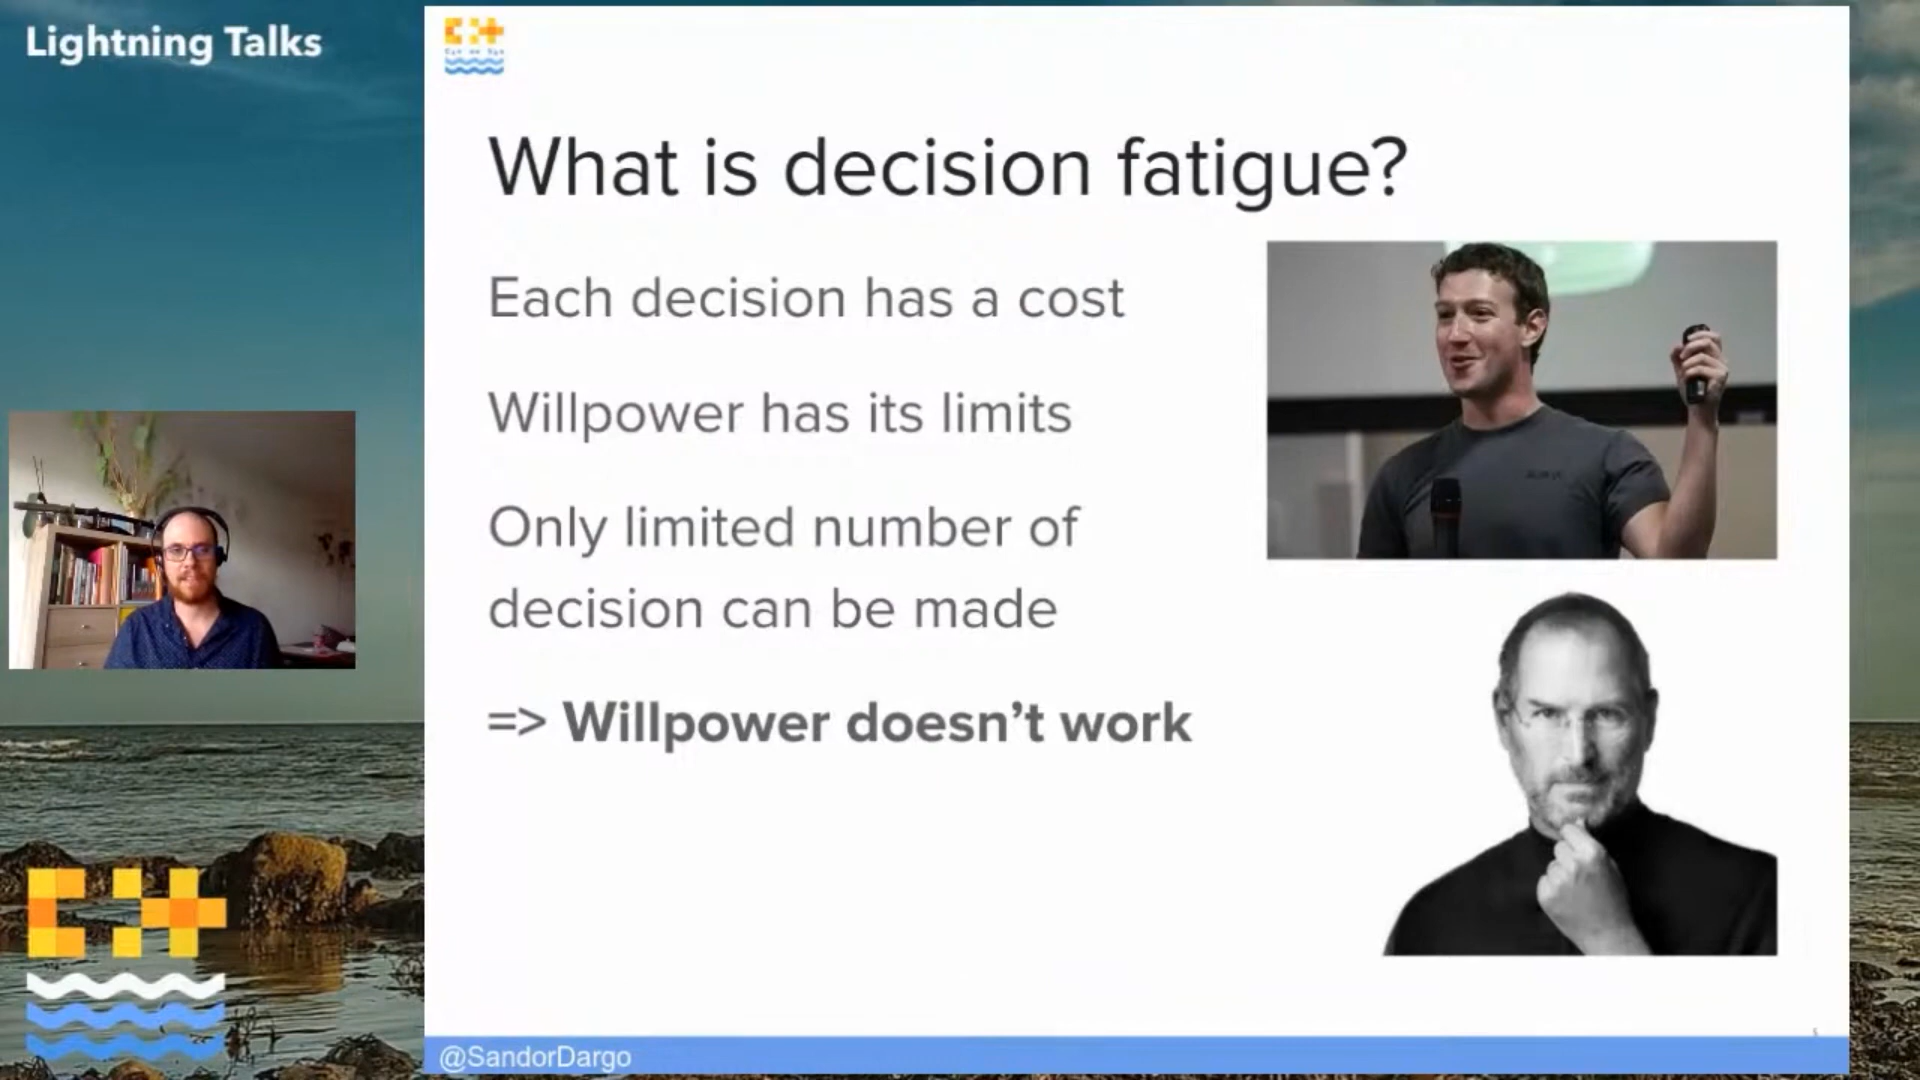 Lightning Talks
What is decision fatigue?
Each decision has a cost
Willpower has its limits
Only limited number of
decision can be made
=> Willpower doesn't work
@SandorDargo